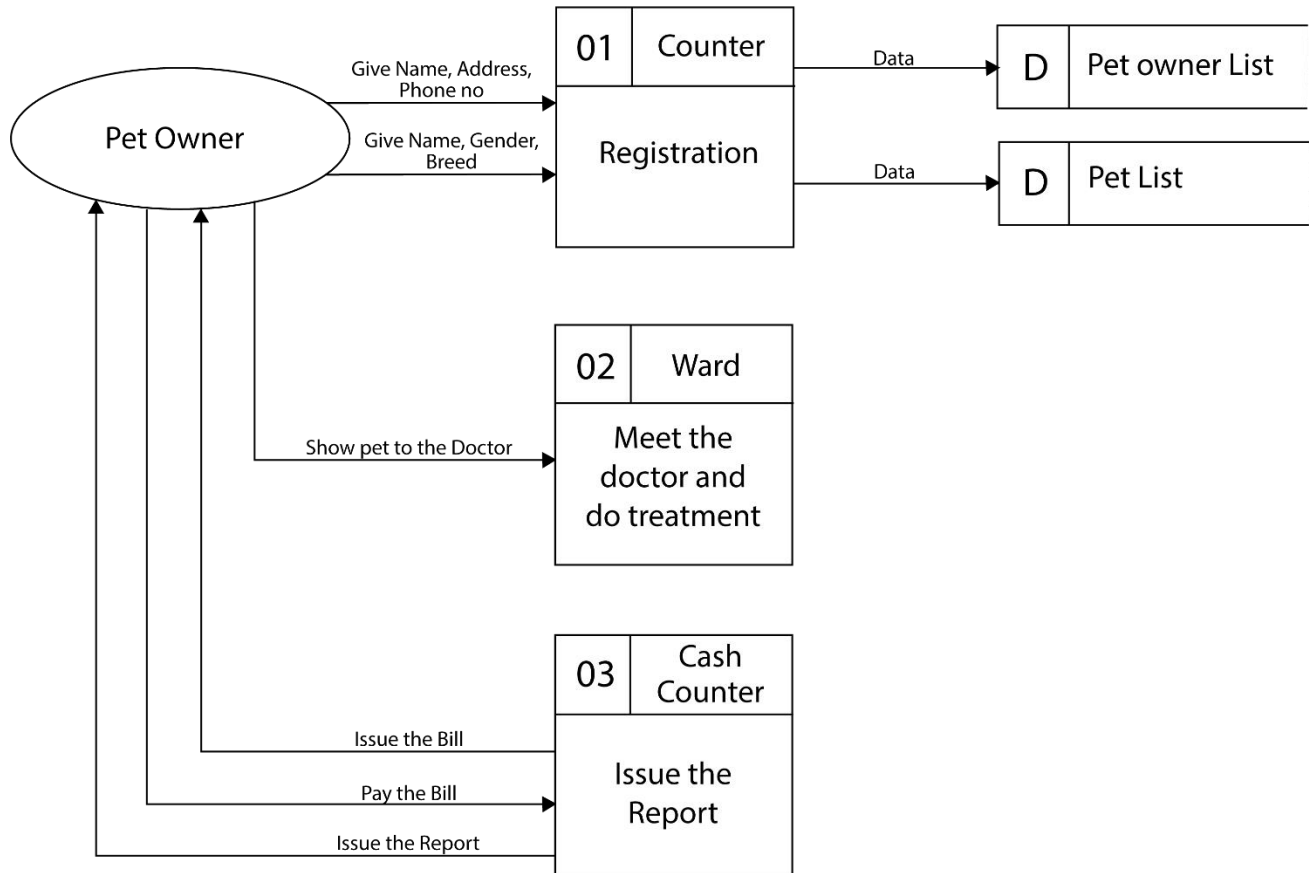 01
Counter
Data
D
Pet owner List
Give Name, Address,
Phone no
Pet Owner
Give Name, Gender,
Breed
Registration
Data
D
Pet List
02
Ward
Show pet to the Doctor
Meet the
doctor and
do treatment
03
Cash
Counter
Issue the Bill
Issue the
Report
Pay the Bill
Issue the Report